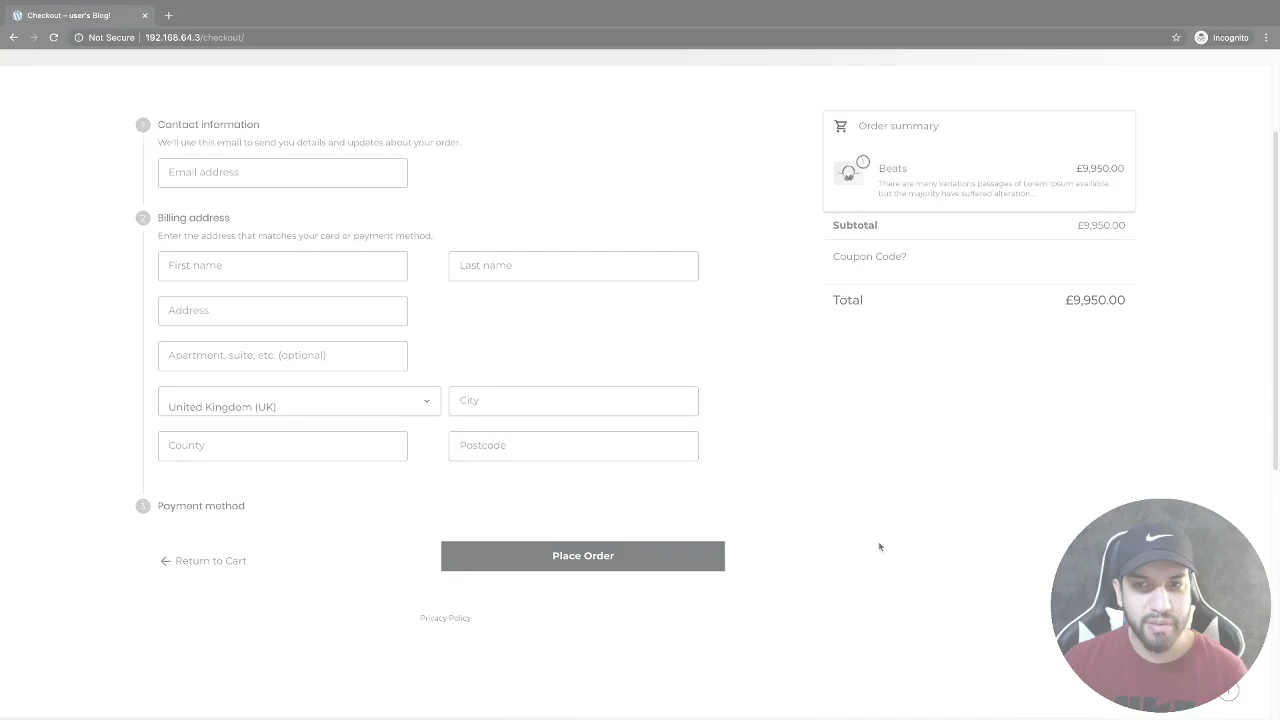 Checkout – user's Blog!
Not Secure
192.168.64.3/checkout/
Incognito
1
Contact information
We'll use this email to send you details and updates about your order.
Email address
2
Billing address
Enter the address that matches your card or payment method.
First name
Last name
Address
Apartment, suite, etc. (optional)
United Kingdom (UK)
City
County
Postcode
3
Payment method
Return to Cart
Place Order
Privacy Policy
Order summary
1
Beats
£9,950.00
There are many variations passages of Lorem Ipsum available,
but the majority have suffered alteration…
Subtotal
£9,950.00
Coupon Code?
Total
£9,950.00